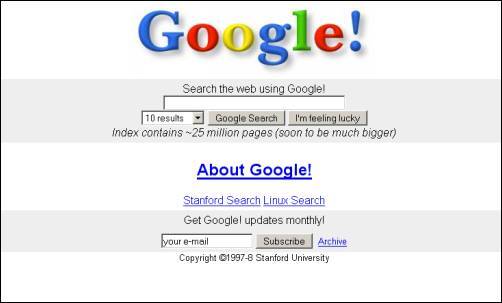 Google!
Search the web using Google!
10 results Google Search I'm feeling lucky
Index contains ~25 million pages (soon to be much bigger)
About Google!
Stanford Search Linux Search
Get Google! updates monthly!
your e-mail Subscribe Archive
Copyright ©1997-8 Stanford University